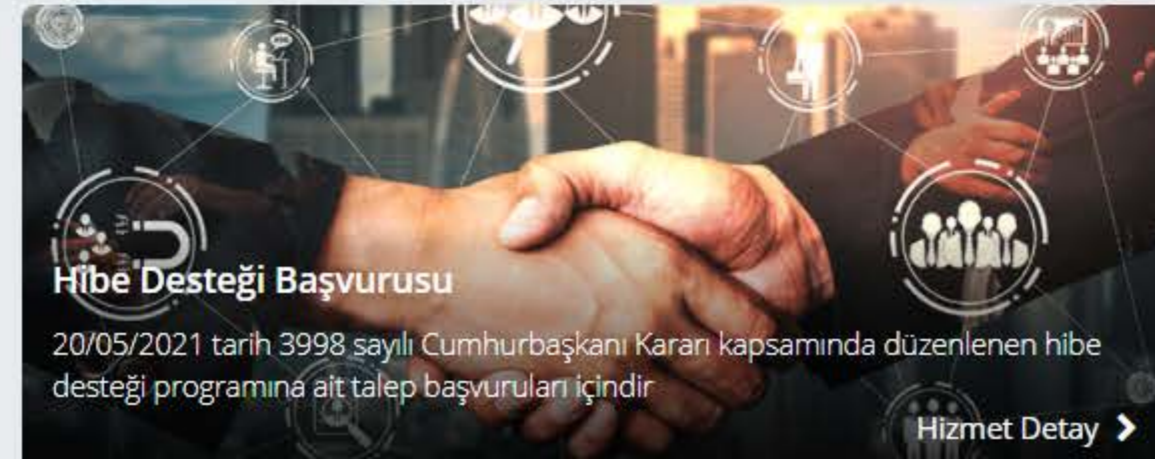 Hibe Desteği Başvurusu
20/05/2021 tarih 3998 sayılı Cumhurbaşkanı Kararı kapsamında düzenlenen hibe
desteği programına ait talep başvuruları içindir
Hizmet Detay